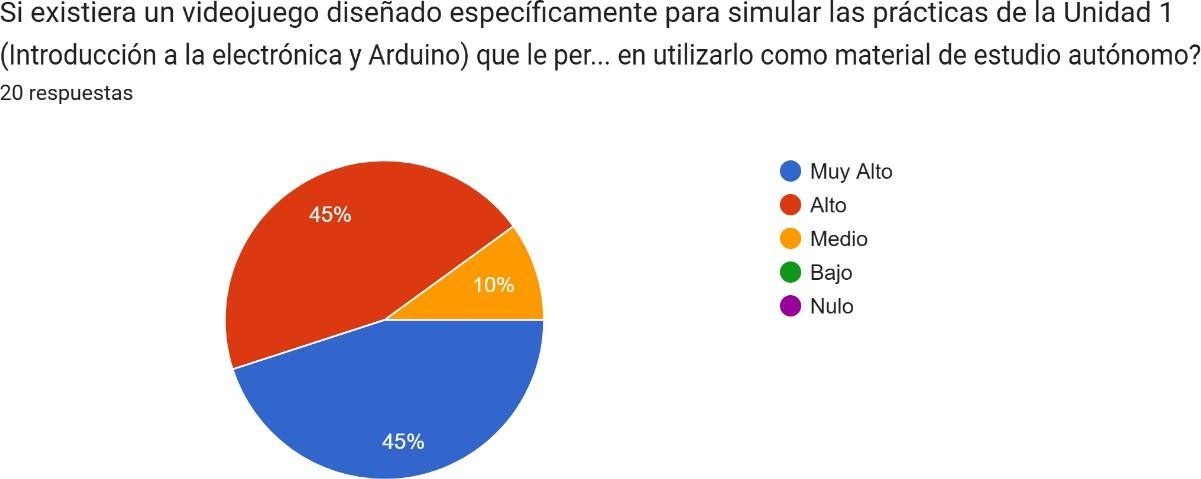 Si existiera un videojuego diseñado específicamente para simular las prácticas de la Unidad 1
(Introducción a la electrónica y Arduino) que le per... en utilizarlo como material de estudio autónomo?
20 respuestas
Muy Alto
45%
Alto
Medio
10%
Bajo
Nulo
45%